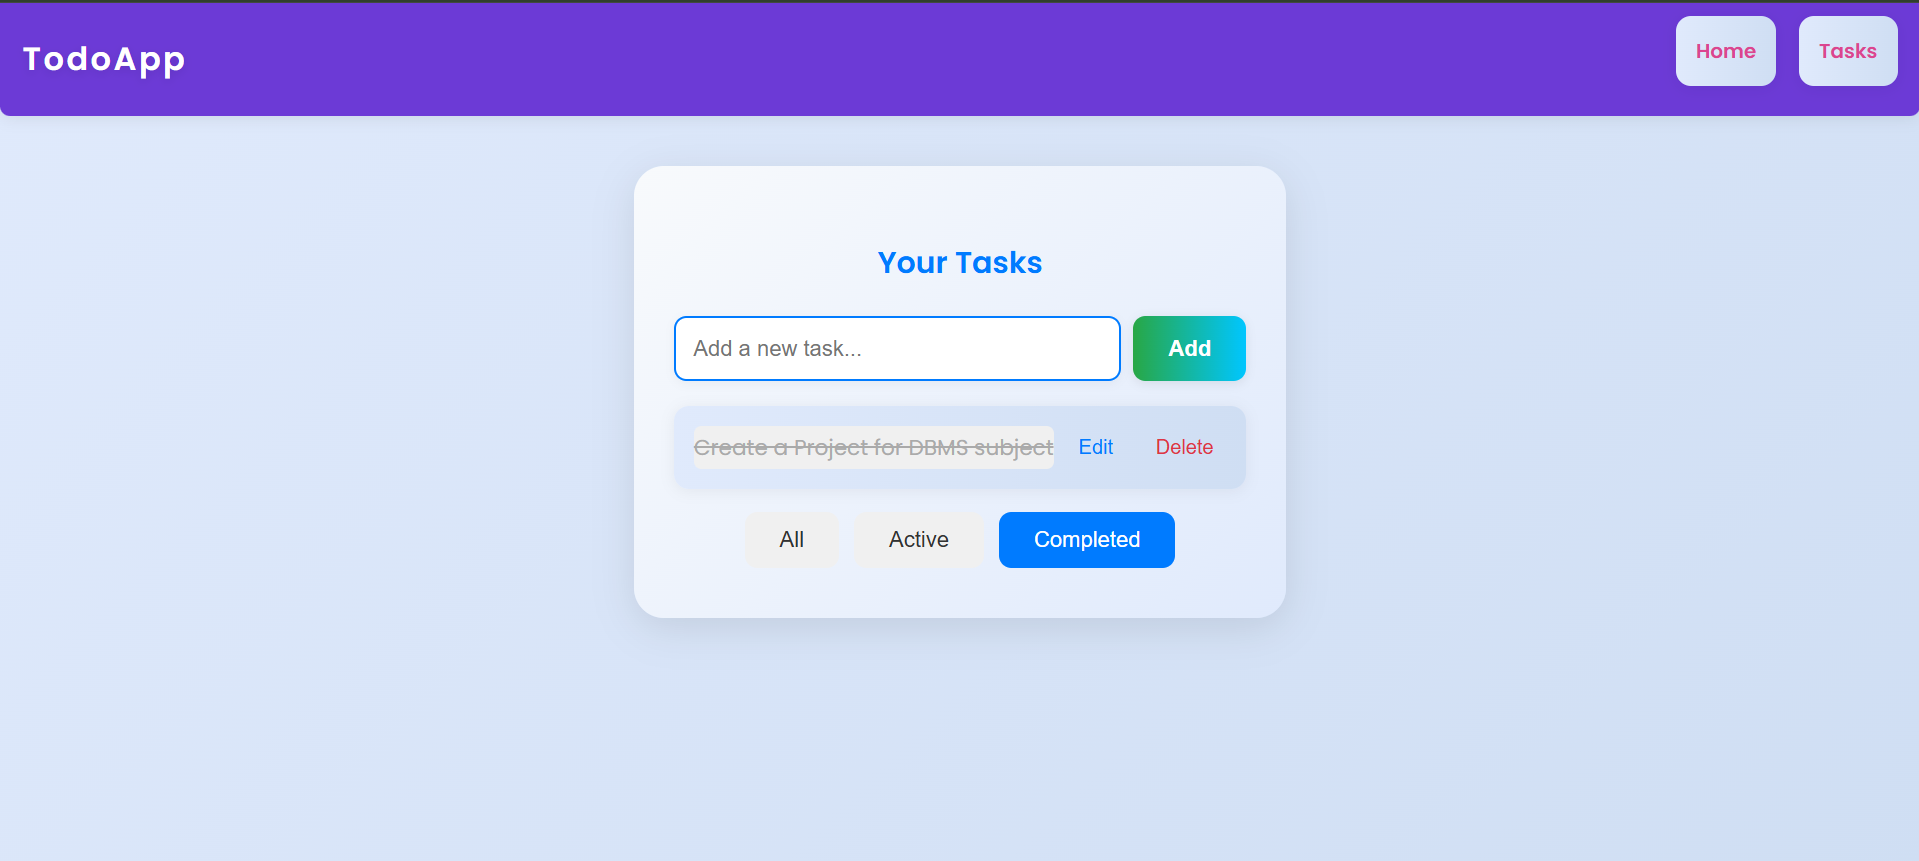 TodoApp
Home
Tasks
Your Tasks
Add a new task...
Add
Create a Project for DBMS subject
Edit
Delete
All
Active
Completed